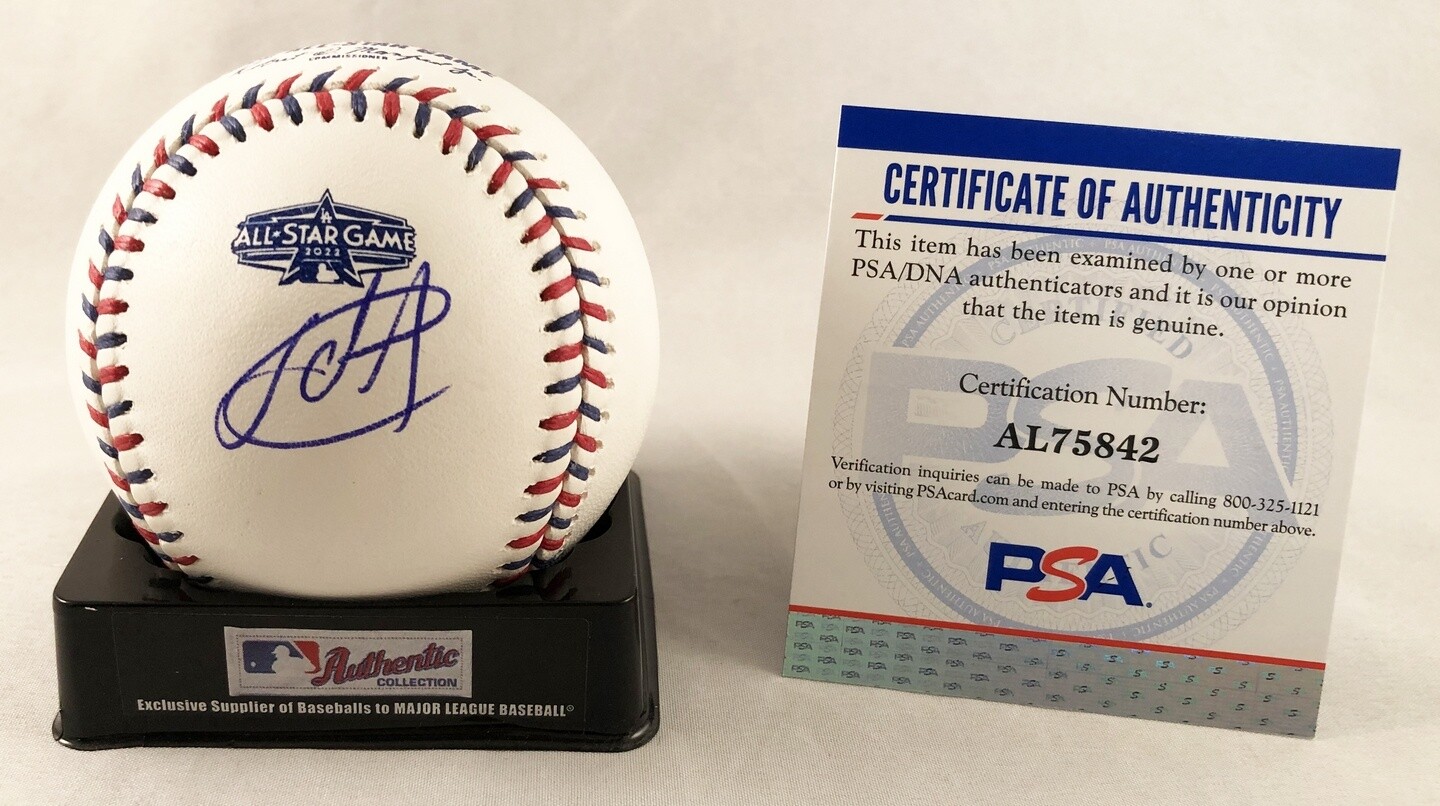 COMMISSIONER
LA
ALL★STAR GAME
2022
Authentic
COLLECTION
Exclusive Supplier of Baseballs to MAJOR LEAGUE BASEBALL®
CERTIFICATE OF AUTHENTICITY
This item has been examined by one or more
PSA/DNA authenticators and it is our opinion
that the item is genuine.
Certification Number:
AL75842
Verification inquiries can be made to PSA by calling 800-325-1121
or by visiting PSAcard.com and entering the certification number above.
PSA.